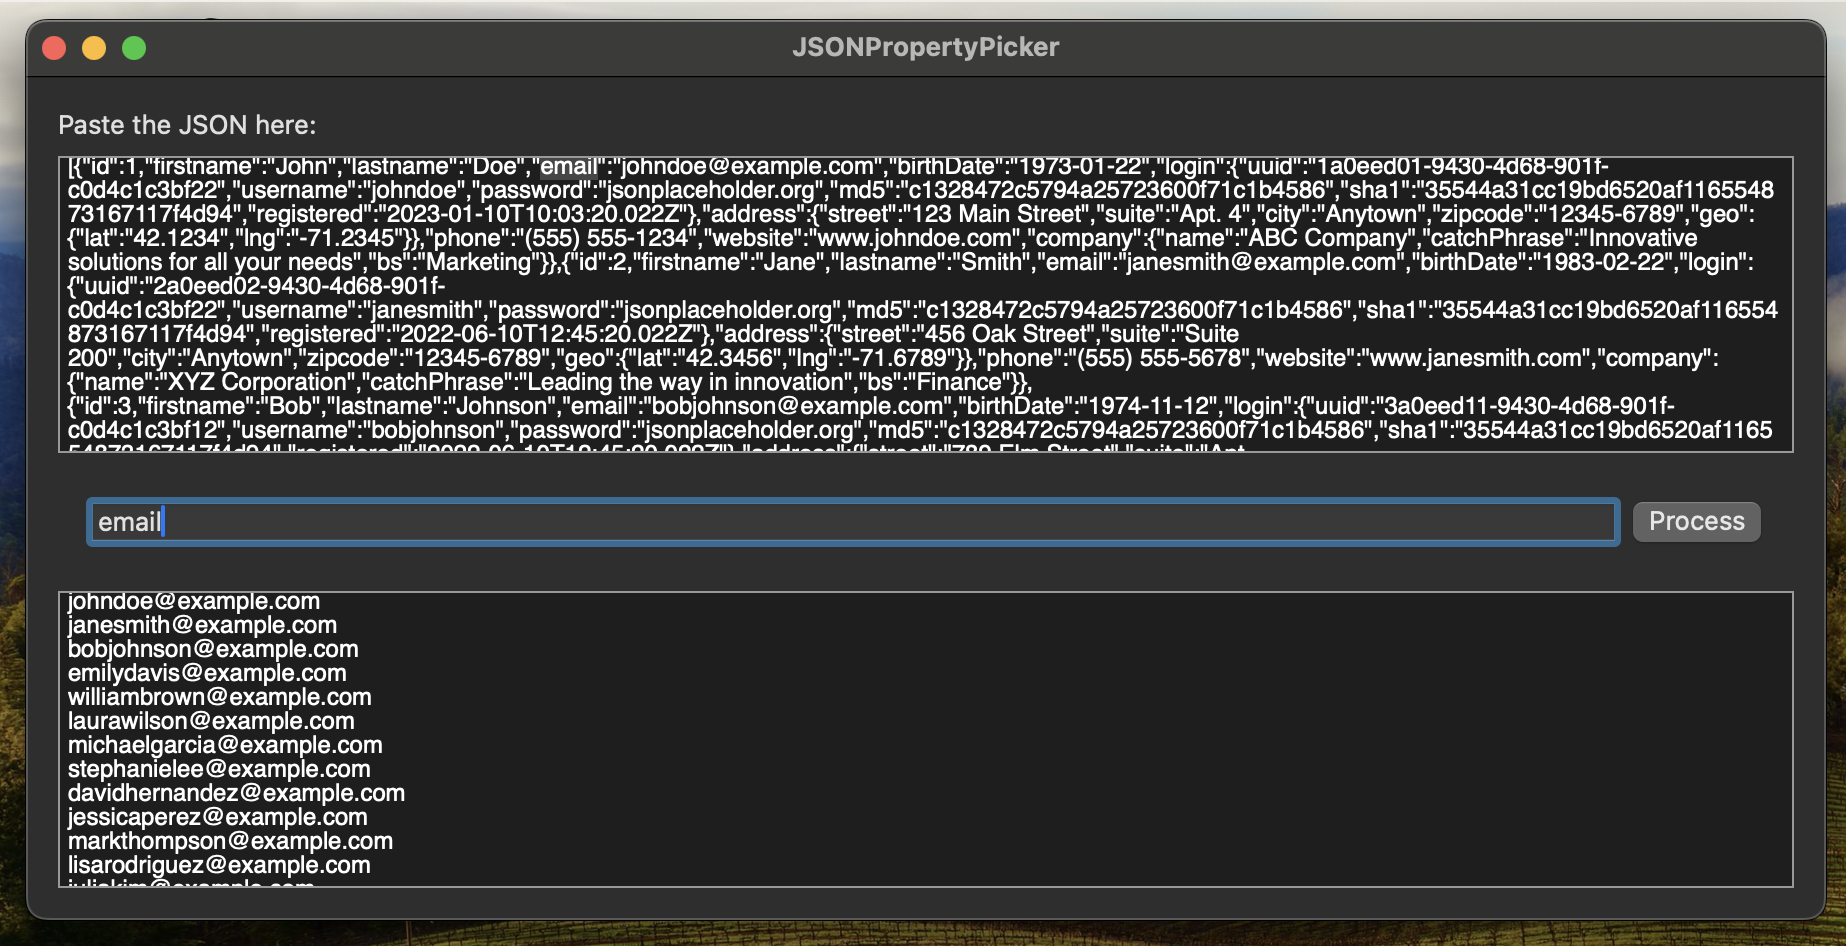 JSONPropertyPicker
Paste the JSON here:
[{"id":1,"firstname":"John","lastname":"Doe","email":"johndoe@example.com","birthDate":"1973-01-22","login":{"uuid":"1a0eed01-9430-4d68-901f-
c0d4c1c3bf22","username":"johndoe","password":"jsonplaceholder.org","md5":"c1328472c5794a25723600f71c1b4586","sha1":"35544a31cc19bd6520af1165548
73167117f4d94","registered":"2023-01-10T10:03:20.022Z"},"address":{"street":"123 Main Street","suite":"Apt. 4","city":"Anytown","zipcode":"12345-6789","geo":
{"lat":"42.1234","lng":"-71.2345"}},"phone":"(555) 555-1234","website":"www.johndoe.com","company":{"name":"ABC Company","catchPhrase":"Innovative
solutions for all your needs","bs":"Marketing"}},{"id":2,"firstname":"Jane","lastname":"Smith","email":"janesmith@example.com","birthDate":"1983-02-22","login":
{"uuid":"2a0eed02-9430-4d68-901f-
c0d4c1c3bf22","username":"janesmith","password":"jsonplaceholder.org","md5":"c1328472c5794a25723600f71c1b4586","sha1":"35544a31cc19bd6520af116554
873167117f4d94","registered":"2022-06-10T12:45:20.022Z"},"address":{"street":"456 Oak Street","suite":"Suite
200","city":"Anytown","zipcode":"12345-6789","geo":{"lat":"42.3456","lng":"-71.6789"}},"phone":"(555) 555-5678","website":"www.janesmith.com","company":
{"name":"XYZ Corporation","catchPhrase":"Leading the way in innovation","bs":"Finance"}},
{"id":3,"firstname":"Bob","lastname":"Johnson","email":"bobjohnson@example.com","birthDate":"1974-11-12","login":{"uuid":"3a0eed11-9430-4d68-901f-
c0d4c1c3bf12","username":"bobjohnson","password":"jsonplaceholder.org","md5":"c1328472c5794a25723600f71c1b4586","sha1":"35544a31cc19bd6520af1165
email
Process
johndoe@example.com
janesmith@example.com
bobjohnson@example.com
emilydavis@example.com
williambrown@example.com
laurawilson@example.com
michaelgarcia@example.com
stephanielee@example.com
davidhernandez@example.com
jessicaperez@example.com
markthompson@example.com
lisarodriguez@example.com